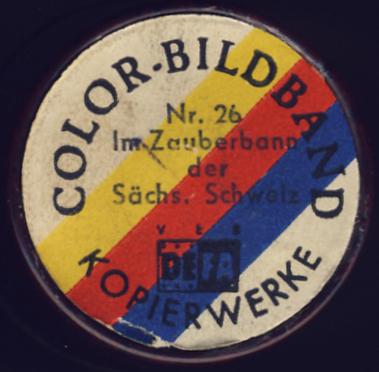 COLOR-BILDBAND
Nr. 26
Im Zauberbann
der
Sächs. Schweiz
VEB
DEFA
KOPIERWERKE